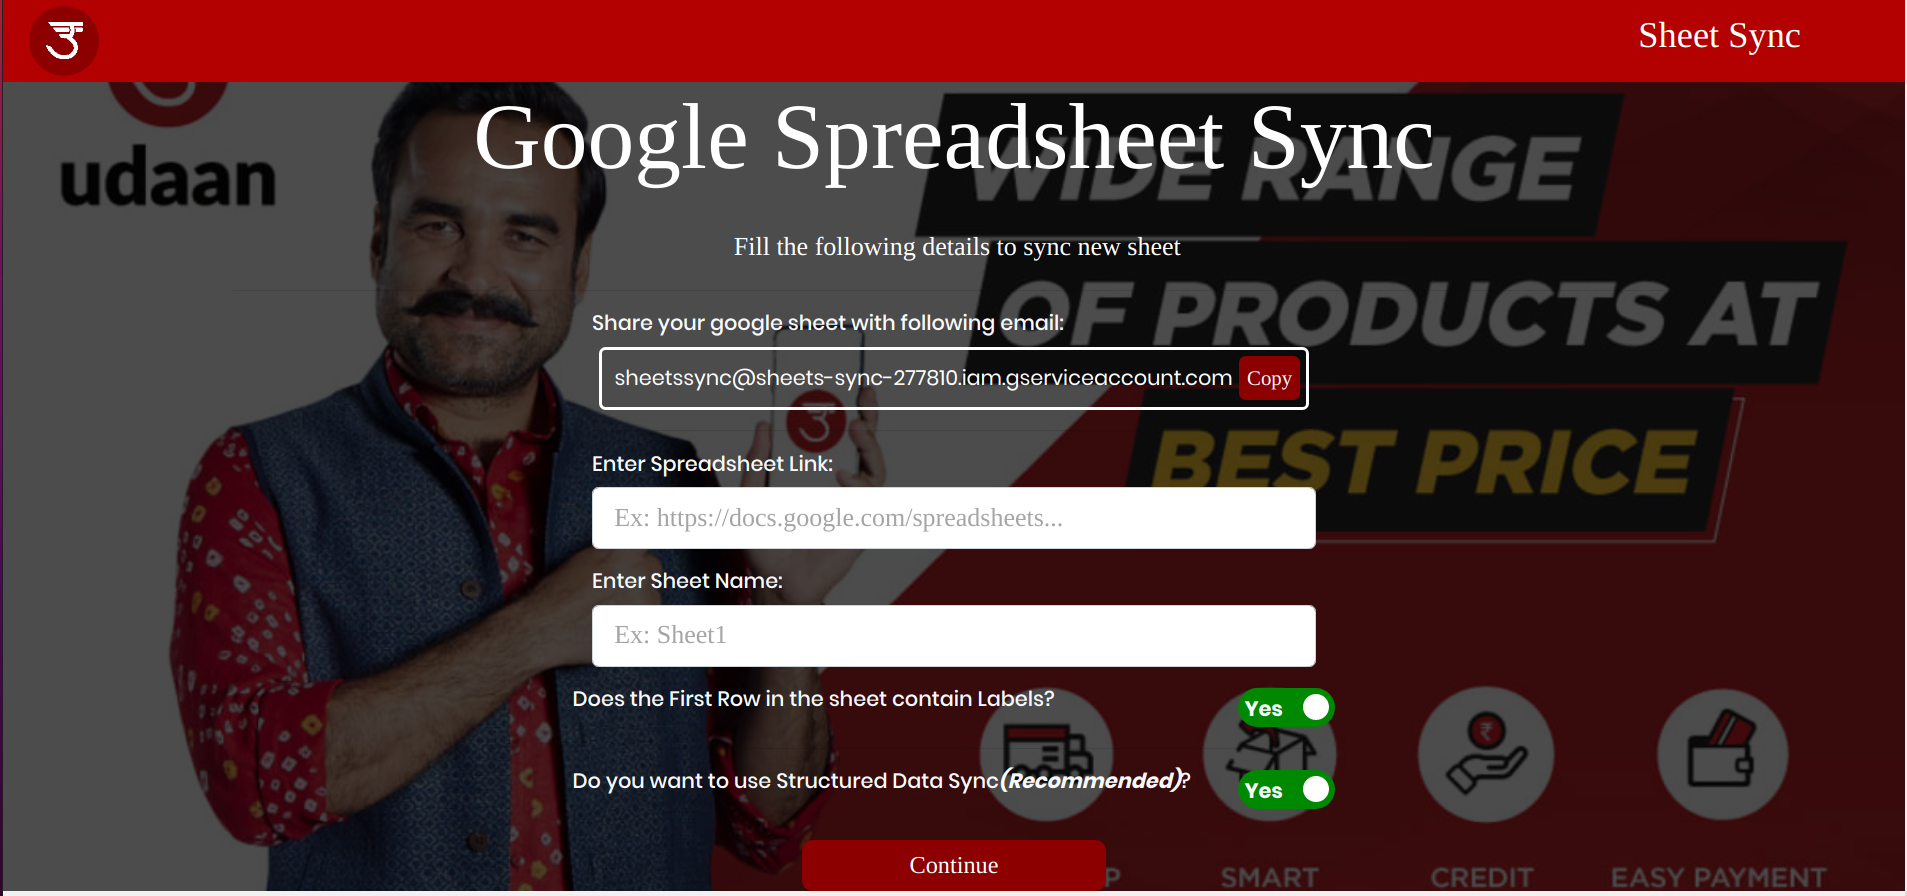 उ
Sheet Sync
udaan
Google Spreadsheet Sync
WIDE RANGE
Fill the following details to sync new sheet
OF PRODUCTS AT
Share your google sheet with following email:
sheetssync@sheets-sync-277810.iam.gserviceaccount.com Copy
BEST PRICE
Enter Spreadsheet Link:
Ex: https://docs.google.com/spreadsheets...
Enter Sheet Name:
Ex: Sheet1
Does the First Row in the sheet contain Labels? Yes
Do you want to use Structured Data Sync(Recommended)? Yes
Continue
SMART
CREDIT
EASY PAYMENT